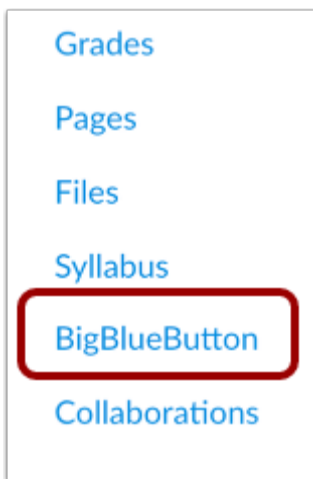 Grades
Pages
Files
Syllabus
BigBlueButton
Collaborations